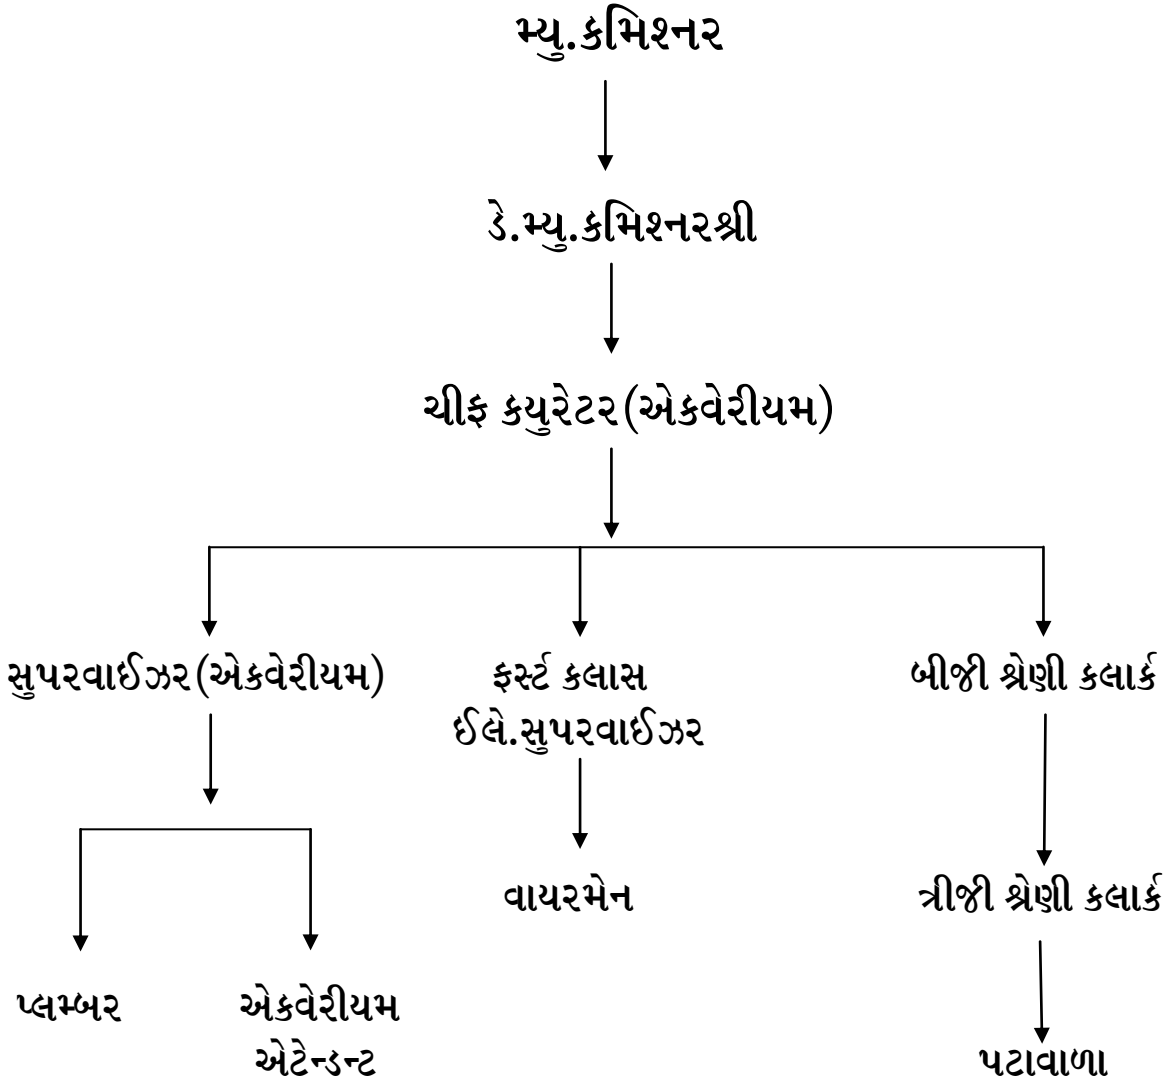 મ્યુ.કમિશ્નર
ડે.મ્યુ.કમિશ્નરશ્રી
ચીફ કયુરેટર(એકવેરીયમ)
સુપરવાઈઝર(એકવેરીયમ)
ફર્સ્ટ કલાસ
ઈલે.સુપરવાઈઝર
બીજી શ્રેણી કલાર્ક
વાયરમેન
ત્રીજી શ્રેણી કલાર્ક
પ્લમ્બર
એકવેરીયમ
એટેન્ડન્ટ
પટાવાળા